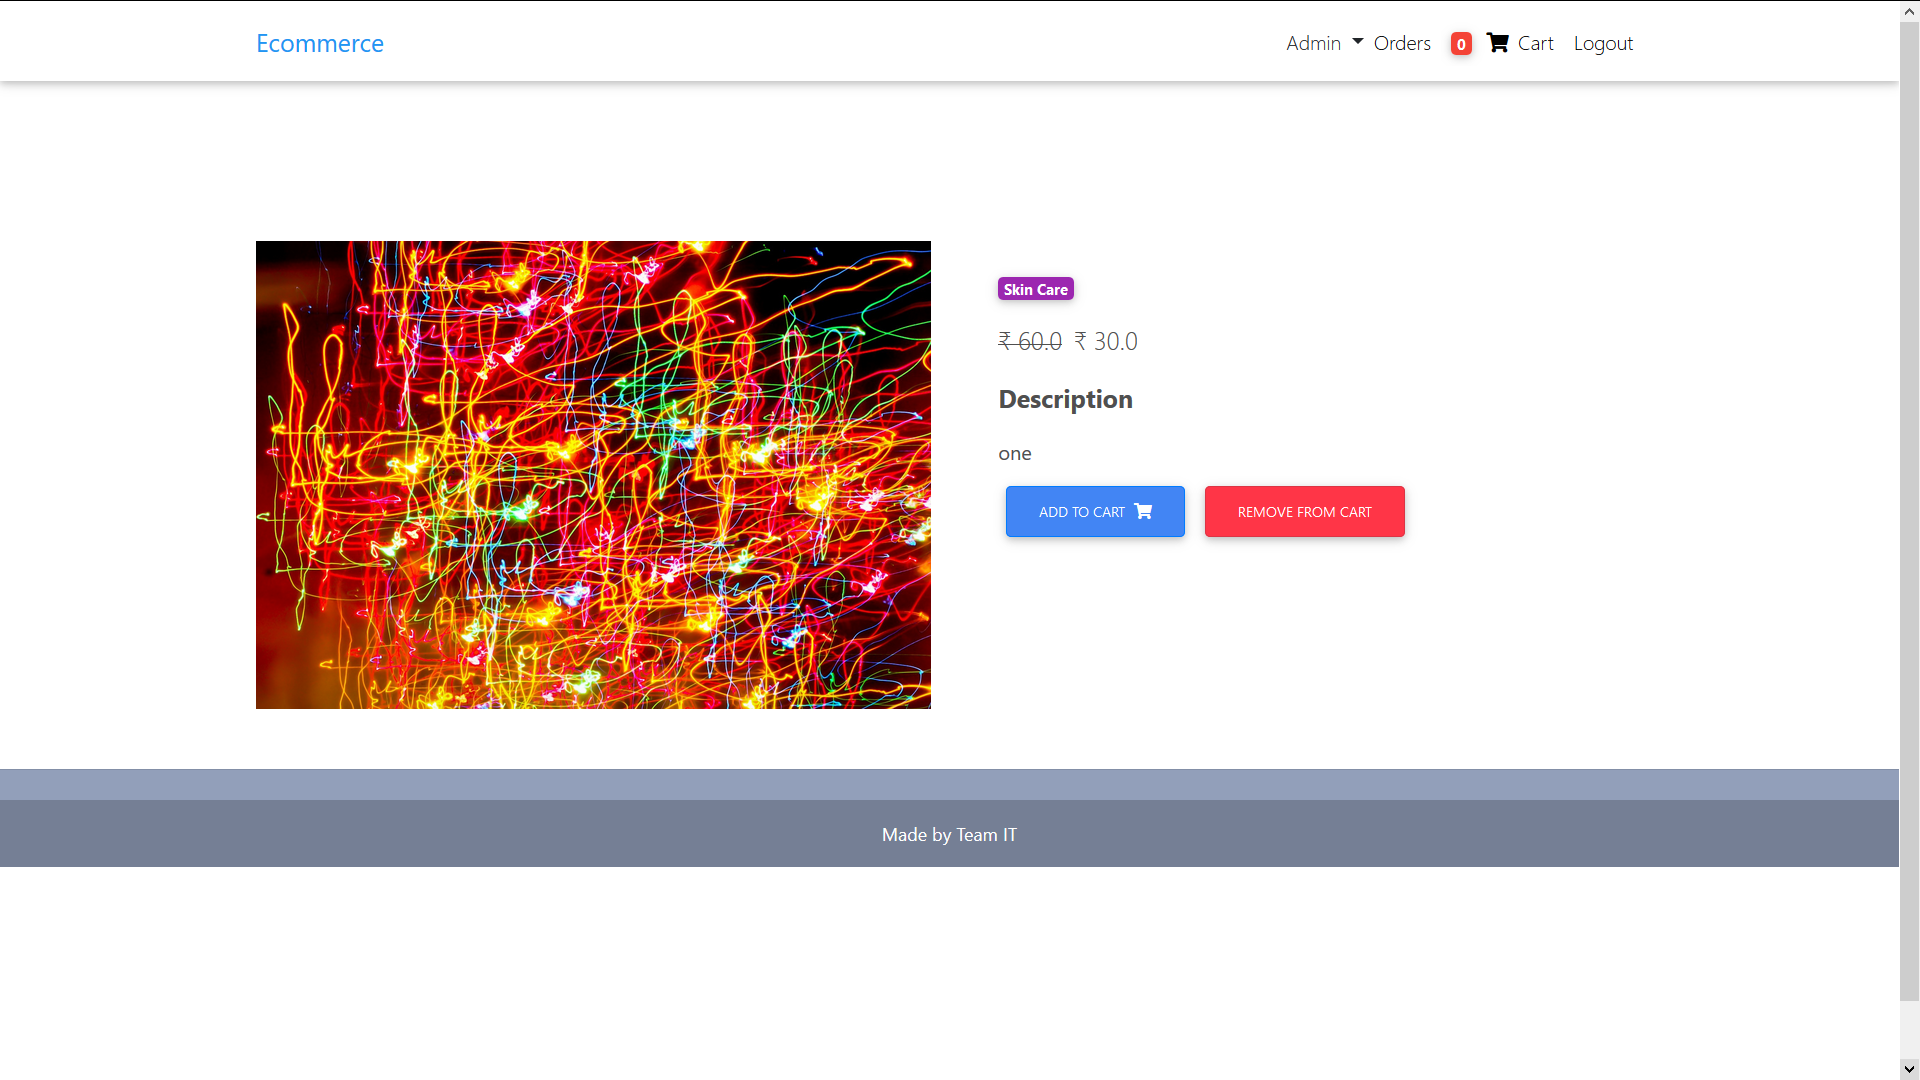 Ecommerce
Admin Orders 0 Cart Logout
Skin Care
₹ 60.0 ₹ 30.0
Description
one
ADD TO CART REMOVE FROM CART
Made by Team IT